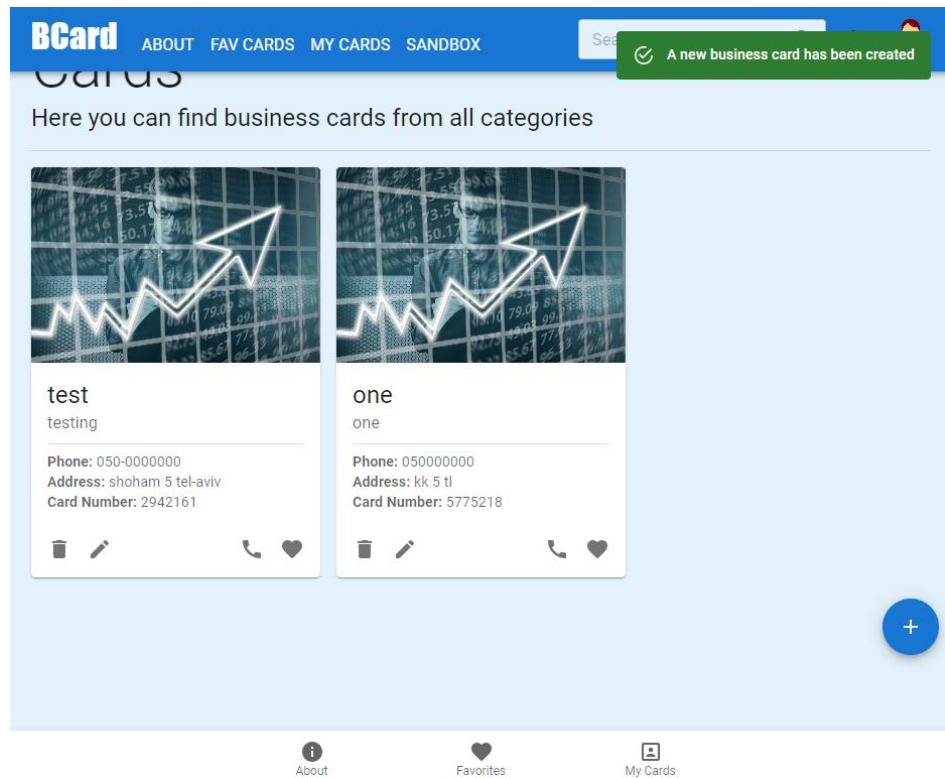 BCard
ABOUT FAV CARDS MY CARDS SANDBOX
Sea
A new business card has been created
Cards
Here you can find business cards from all categories
test
testing
Phone: 050-0000000
Address: shoham 5 tel-aviv
Card Number: 2942161
one
one
Phone: 050000000
Address: kk 5 tl
Card Number: 5775218
About
Favorites
My Cards